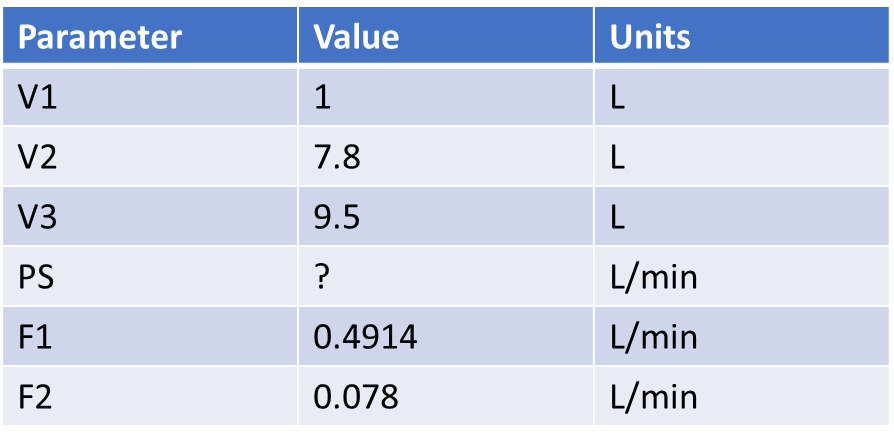 Parameter Value Units
V1 1 L
V2 7.8 L
V3 9.5 L
PS ? L/min
F1 0.4914 L/min
F2 0.078 L/min